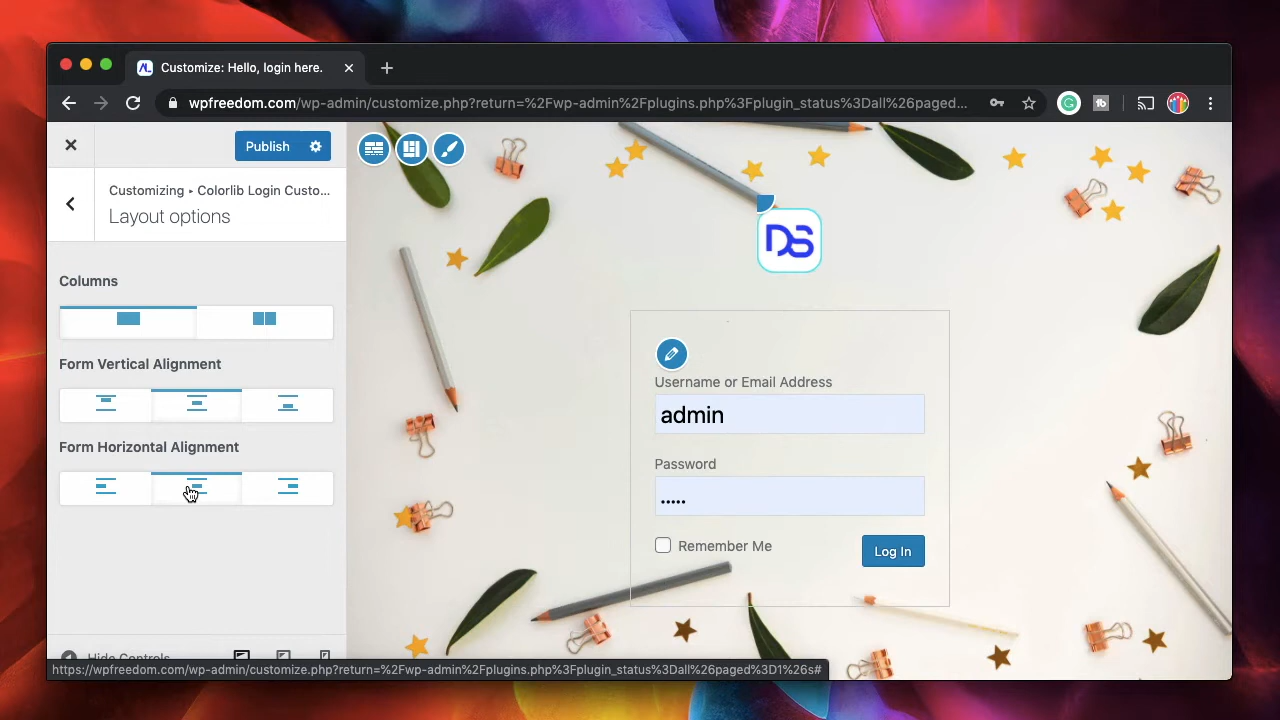 Customize: Hello, login here.
wpfreedom.com/wp-admin/customize.php?return=%2Fwp-admin%2Fplugins.php%3Fplugin_status%3Dall%26paged...
Publish
Customizing ▸ Colorlib Login Custo...
Layout options
Columns
Form Vertical Alignment
Form Horizontal Alignment
Hide Controls
https://wpfreedom.com/wp-admin/customize.php?return=%2Fwp-admin%2Fplugins.php%3Fplugin_status%3Dall%26paged%3D1%26s#
DS
Username or Email Address
admin
Password
•••••
Remember Me
Log In